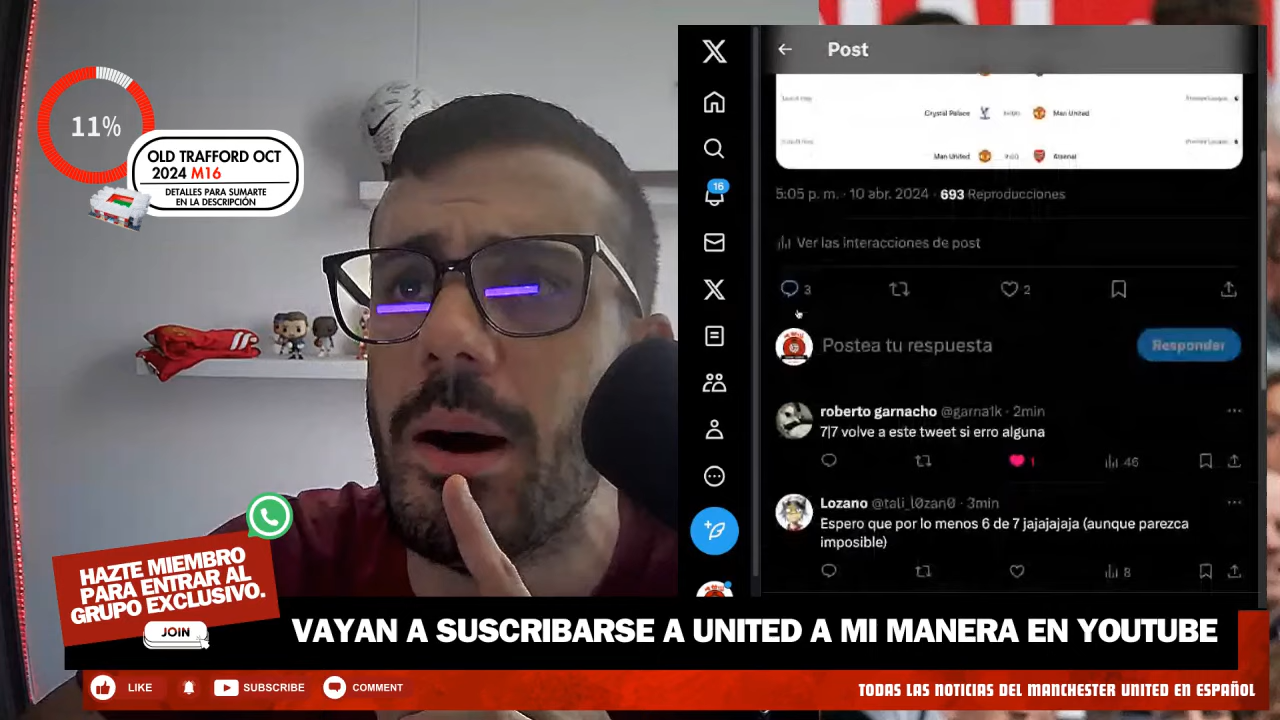 11%
OLD TRAFFORD OCT
2024 M16
DETALLES PARA SUMARTE
EN LA DESCRIPCIÓN
HAZTE MIEMBRO
PARA ENTRAR AL
GRUPO EXCLUSIVO.
JOIN
Post
Crystal Palace
Man United
Man United
Arsenal
5:05 p. m. · 10 abr. 2024 · 693 Reproducciones
Ver las interacciones de post
3
2
Postea tu respuesta
Responder
16
roberto garnacho @garna1k · 2min
7|7 volve a este tweet si erro alguna
1
46
Lozano @tali_l0zan0 · 3min
Espero que por lo menos 6 de 7 jajajajaja (aunque parezca
imposible)
8
VAYAN A SUSCRIBARSE A UNITED A MI MANERA EN YOUTUBE
LIKE
SUBSCRIBE
COMMENT
TODAS LAS NOTICIAS DEL MANCHESTER UNITED EN ESPAÑOL